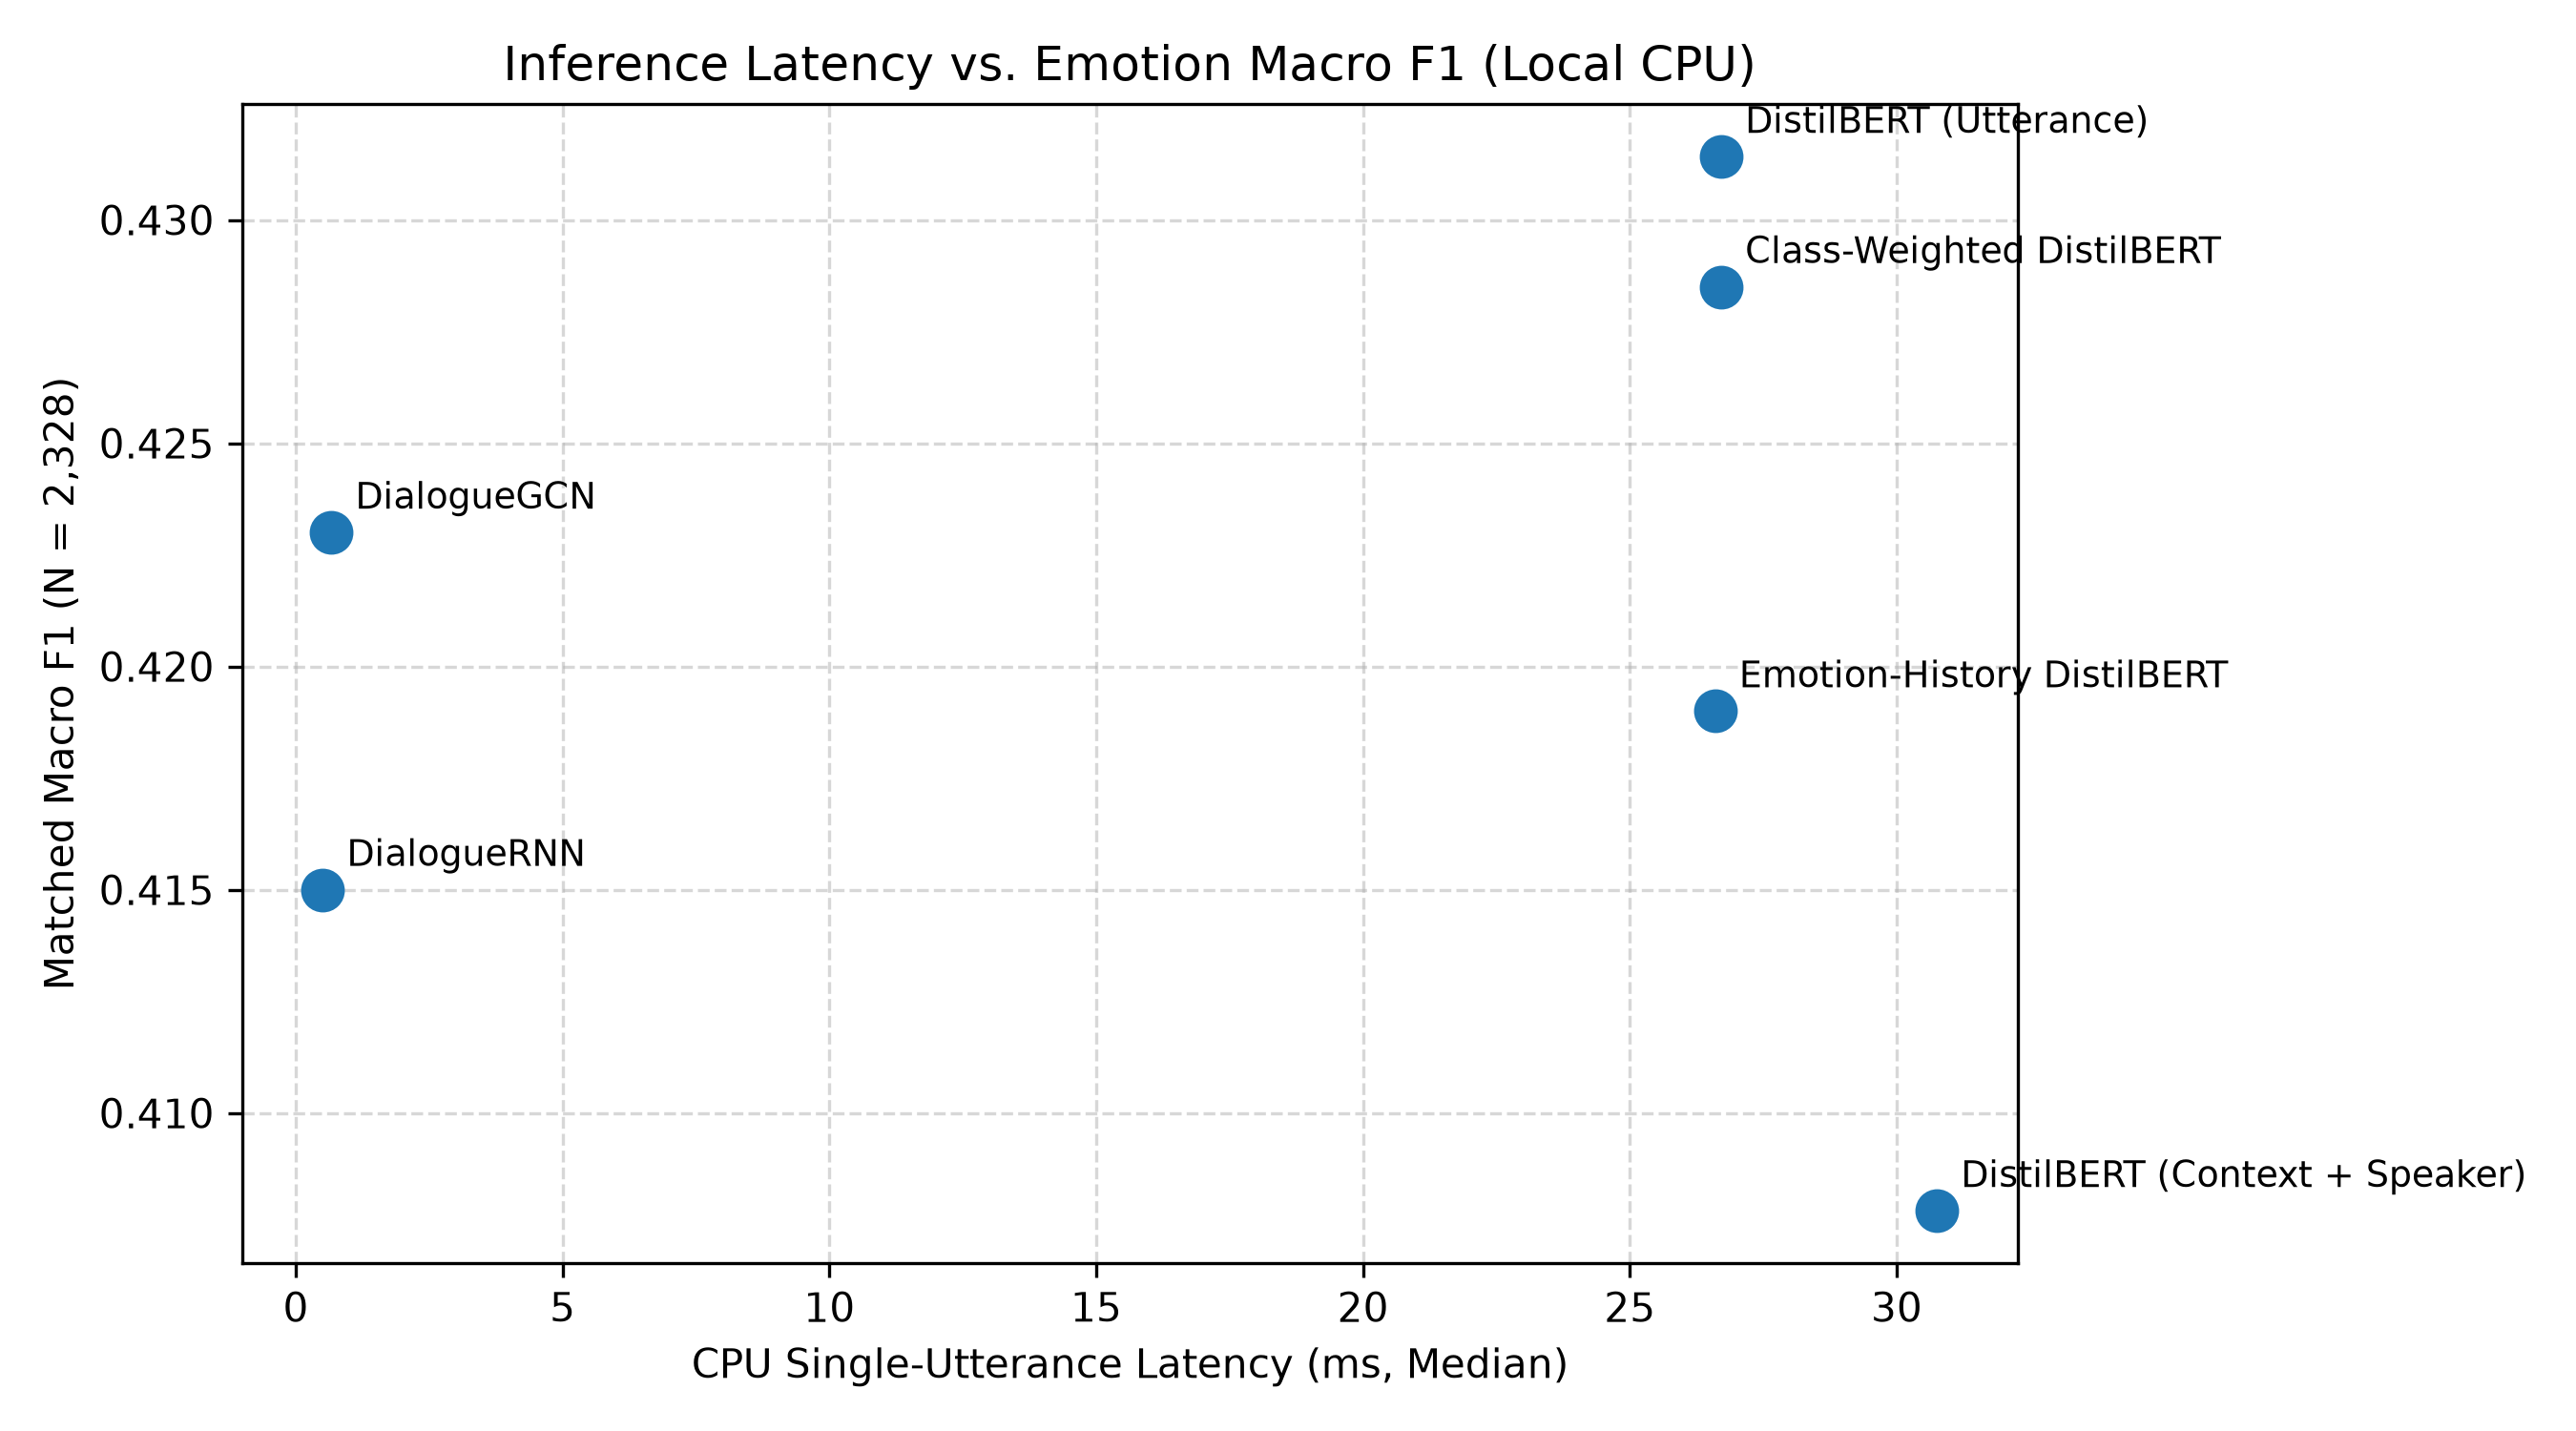 Inference Latency vs. Emotion Macro F1 (Local CPU)
Matched Macro F1 (N = 2,328)
0.430
0.425
0.420
0.415
0.410
DistilBERT (Utterance)
Class-Weighted DistilBERT
DialogueGCN
Emotion-History DistilBERT
DialogueRNN
DistilBERT (Context + Speaker)
0 5 10 15 20 25 30
CPU Single-Utterance Latency (ms, Median)